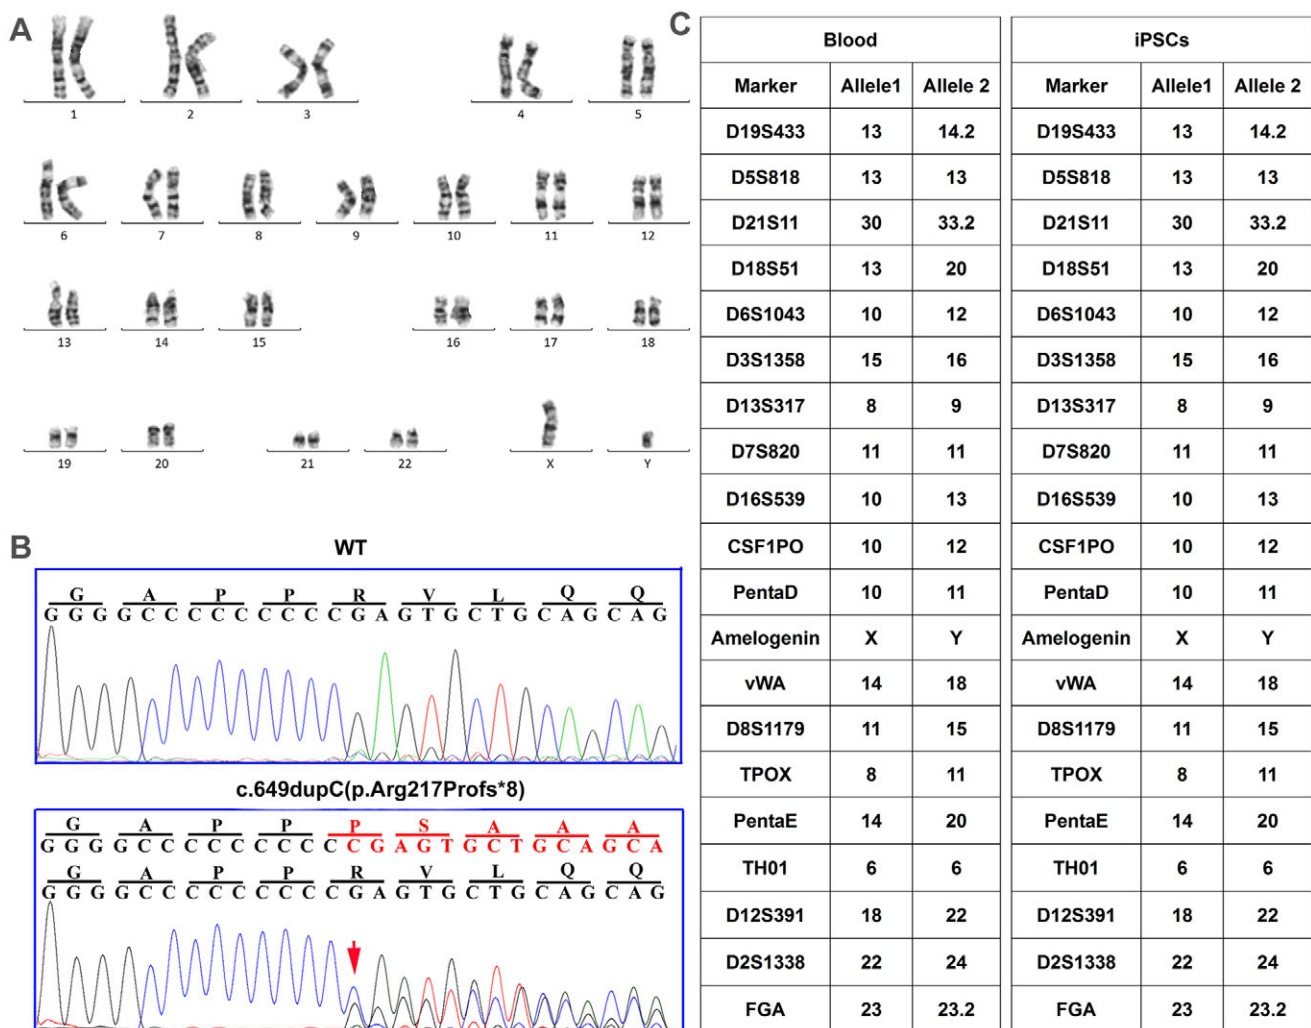 A
1 2 3 4 5
6 7 8 9 10 11 12
13 14 15 16 17 18
19 20 21 22 X Y
B
WT
G A P P R V L Q Q
G G G G C C C C C C C C C G A G T G C T G C A G C A G
c.649dupC(p.Arg217Profs*8)
G A P P P S A A A
G G G G C C C C C C C C C C G A G T G C T G C A G C A
G A P P R V L Q Q
G G G G C C C C C C C C C G A G T G C T G C A G C A G
C
Blood
Marker Allele1 Allele 2
D19S433 13 14.2
D5S818 13 13
D21S11 30 33.2
D18S51 13 20
D6S1043 10 12
D3S1358 15 16
D13S317 8 9
D7S820 11 11
D16S539 10 13
CSF1PO 10 12
PentaD 10 11
Amelogenin X Y
vWA 14 18
D8S1179 11 15
TPOX 8 11
PentaE 14 20
TH01 6 6
D12S391 18 22
D2S1338 22 24
FGA 23 23.2
iPSCs
Marker Allele1 Allele 2
D19S433 13 14.2
D5S818 13 13
D21S11 30 33.2
D18S51 13 20
D6S1043 10 12
D3S1358 15 16
D13S317 8 9
D7S820 11 11
D16S539 10 13
CSF1PO 10 12
PentaD 10 11
Amelogenin X Y
vWA 14 18
D8S1179 11 15
TPOX 8 11
PentaE 14 20
TH01 6 6
D12S391 18 22
D2S1338 22 24
FGA 23 23.2